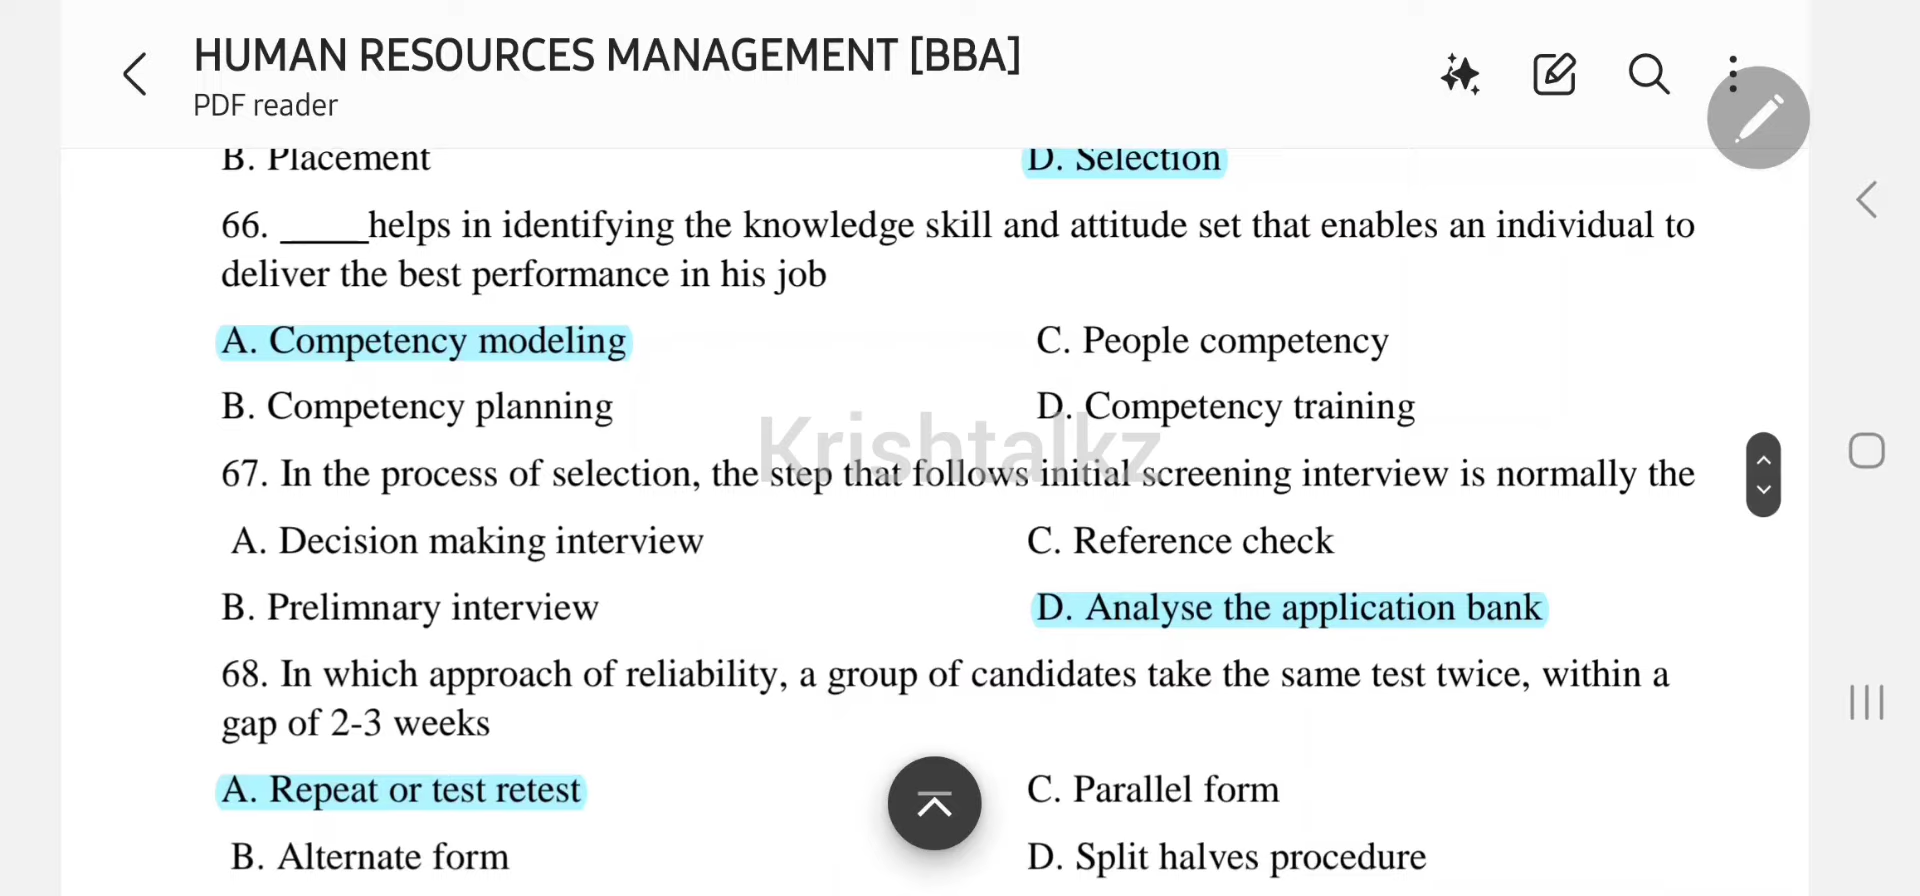 HUMAN RESOURCES MANAGEMENT [BBA]
PDF reader
B. Placement
D. Selection
66. _____helps in identifying the knowledge skill and attitude set that enables an individual to
deliver the best performance in his job
A. Competency modeling
C. People competency
B. Competency planning
D. Competency training
Krishtalkz
67. In the process of selection, the step that follows initial screening interview is normally the
A. Decision making interview
C. Reference check
B. Prelimnary interview
D. Analyse the application bank
68. In which approach of reliability, a group of candidates take the same test twice, within a
gap of 2-3 weeks
A. Repeat or test retest
C. Parallel form
B. Alternate form
D. Split halves procedure